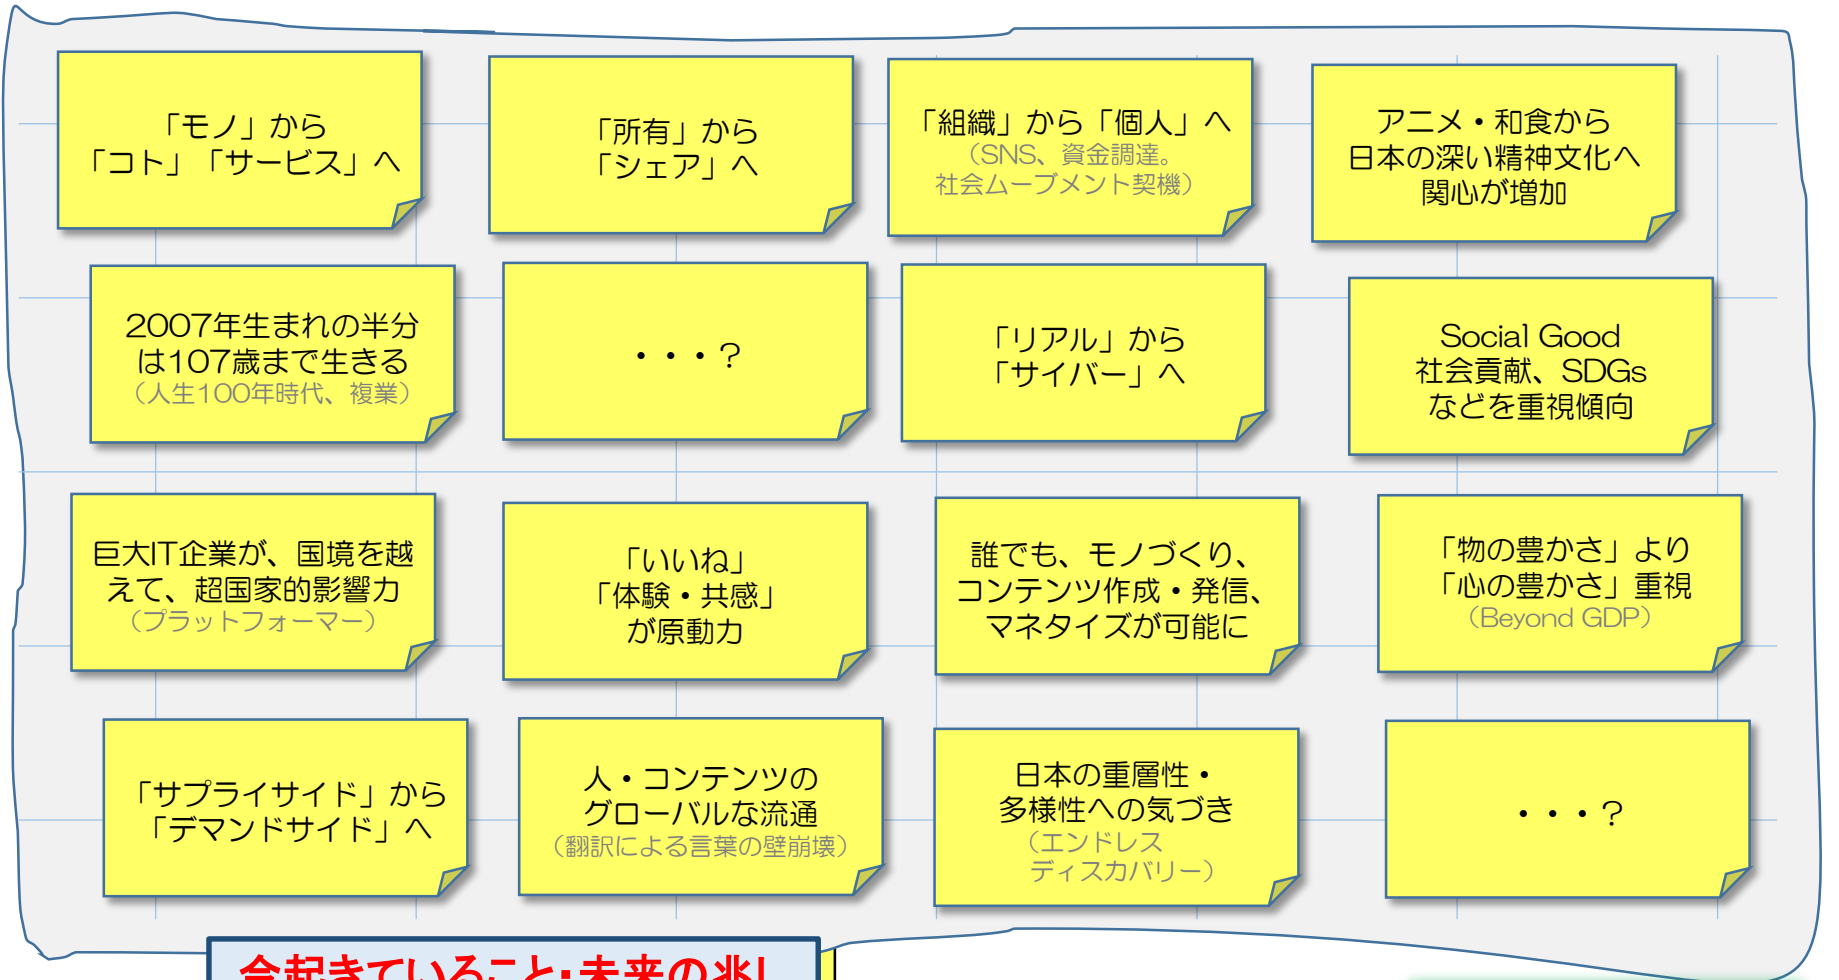 「モノ」から
「コト」「サービス」へ
「所有」から
「シェア」へ
「組織」から「個人」へ
（SNS、資金調達。
社会ムーブメント契機）
アニメ・和食から
日本の深い精神文化へ
関心が増加
2007年生まれの半分
は107歳まで生きる
（人生100年時代、複業）
・・・？
「リアル」から
「サイバー」へ
Social Good
社会貢献、SDGs
などを重視傾向
巨大IT企業が、国境を越
えて、超国家的影響力
（プラットフォーマー）
「いいね」
「体験・共感」
が原動力
誰でも、モノづくり、
コンテンツ作成・発信、
マネタイズが可能に
「物の豊かさ」より
「心の豊かさ」重視
（Beyond GDP）
「サプライサイド」から
「デマンドサイド」へ
人・コンテンツの
グローバルな流通
（翻訳による言葉の壁崩壊）
日本の重層性・
多様性への気づき
（エンドレス
ディスカバリー）
・・・？
今起きていること・未来の兆し